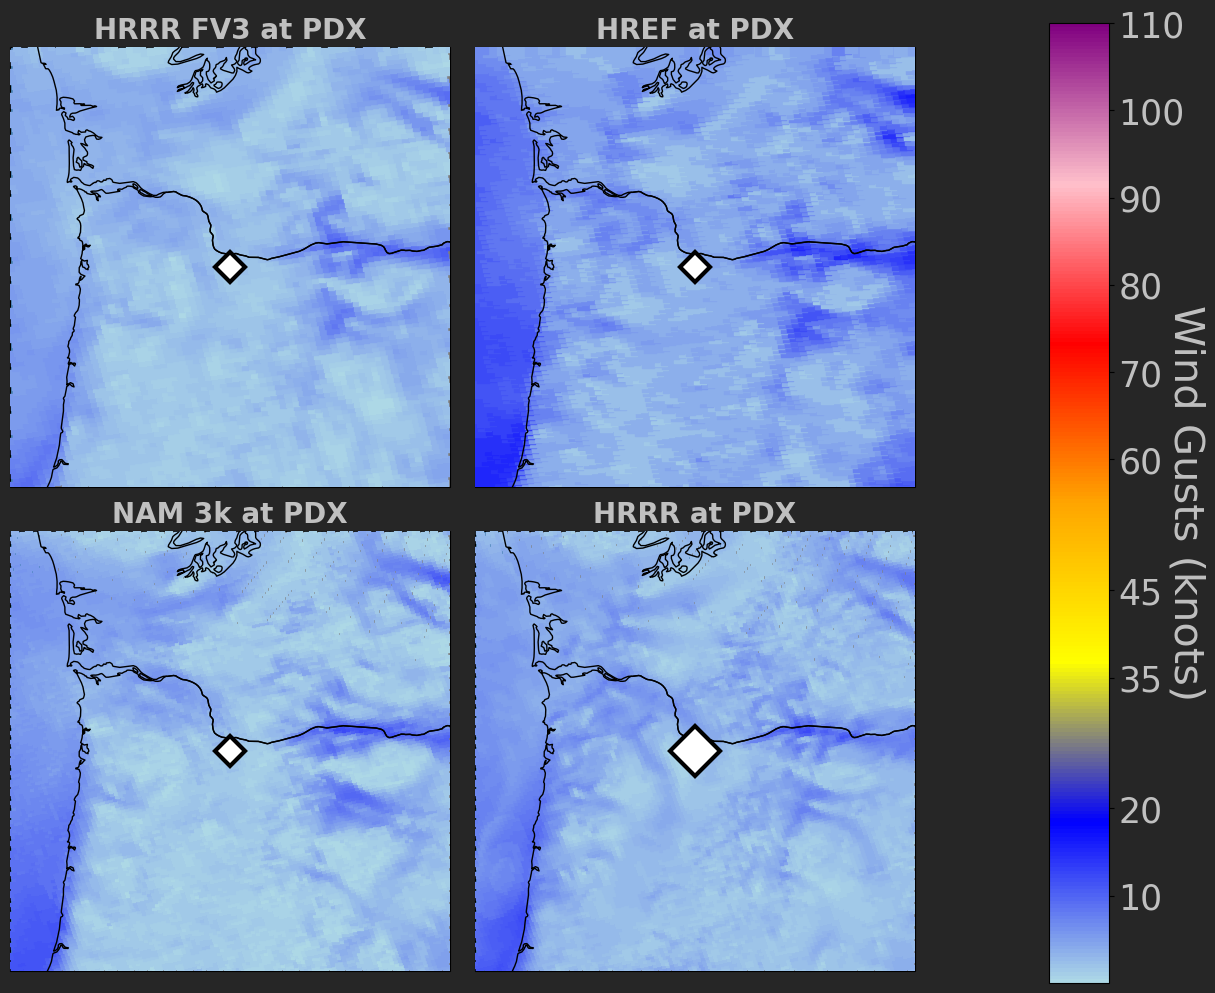 HRRR FV3 at PDX
HREF at PDX
NAM 3k at PDX
HRRR at PDX
110
100
90
80
70
60
45
35
20
10
Wind Gusts (knots)